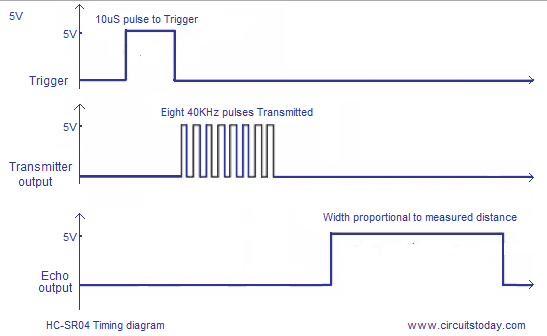 5V
10uS pulse to Trigger
5V
Trigger
Eight 40KHz pulses Transmitted
5V
Transmitter
output
Width proportional to measured distance
5V
Echo
output
HC-SR04 Timing diagram
www.circuitstoday.com